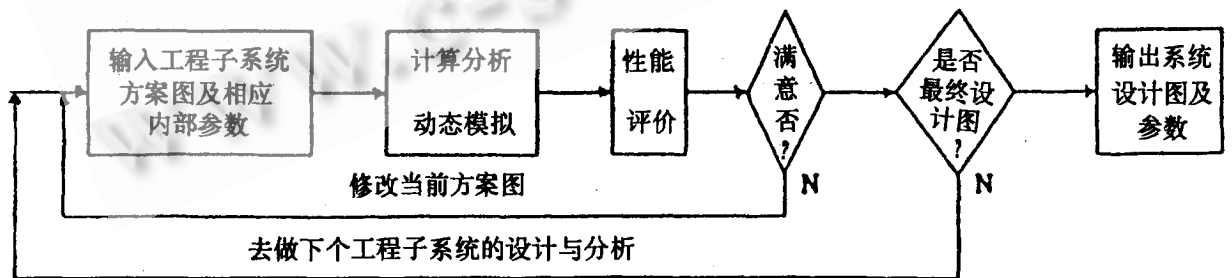 输入工程子系统
方案图及相应
内部参数
计算分析
动态模拟
性能
评价
满
意
否
?
是否
最终设
计图
?
输出系统
设计图及
参数
N
N
修改当前方案图
去做下个工程子系统的设计与分析
WWW.C-S